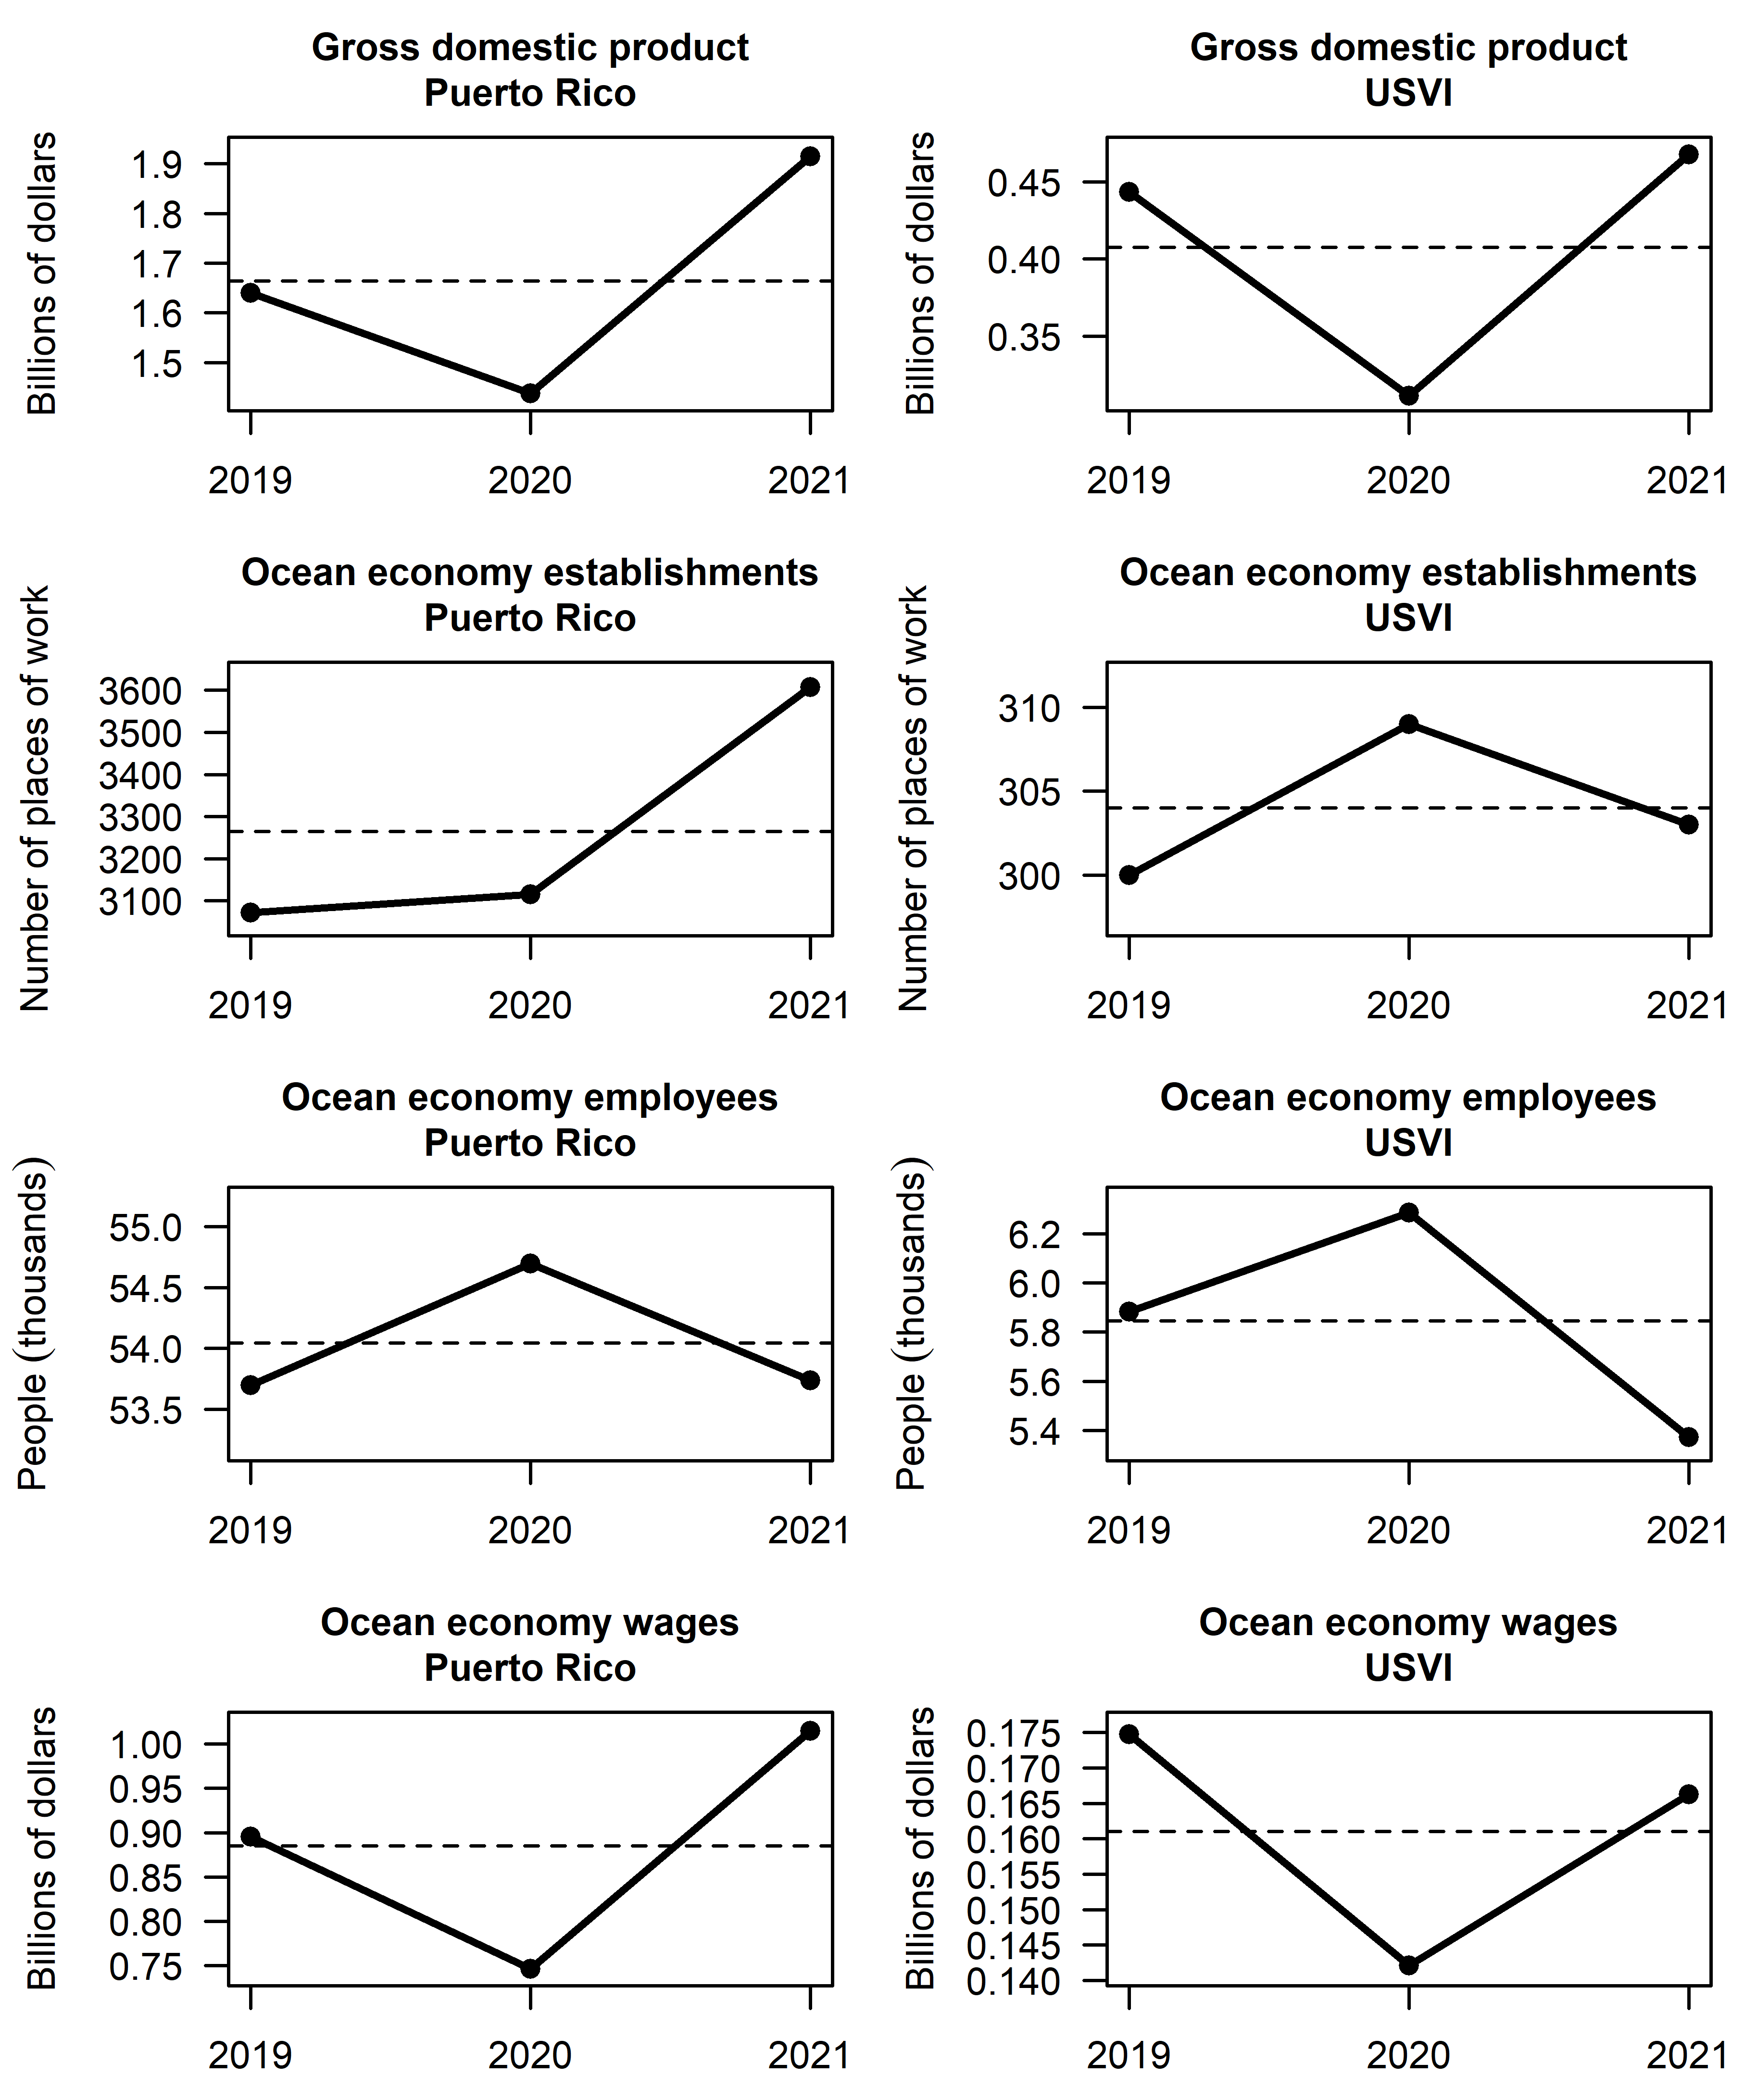 Gross domestic product
Puerto Rico
Billions of dollars
1.9
1.8
1.7
1.6
1.5
2019 2020 2021
Gross domestic product
USVI
Billions of dollars
0.45
0.40
0.35
2019 2020 2021
Ocean economy establishments
Puerto Rico
Number of places of work
3600
3500
3400
3300
3200
3100
2019 2020 2021
Ocean economy establishments
USVI
Number of places of work
310
305
300
2019 2020 2021
Ocean economy employees
Puerto Rico
People (thousands)
55.0
54.5
54.0
53.5
2019 2020 2021
Ocean economy employees
USVI
People (thousands)
6.2
6.0
5.8
5.6
5.4
2019 2020 2021
Ocean economy wages
Puerto Rico
Billions of dollars
1.00
0.95
0.90
0.85
0.80
0.75
2019 2020 2021
Ocean economy wages
USVI
Billions of dollars
0.175
0.170
0.165
0.160
0.155
0.150
0.145
0.140
2019 2020 2021